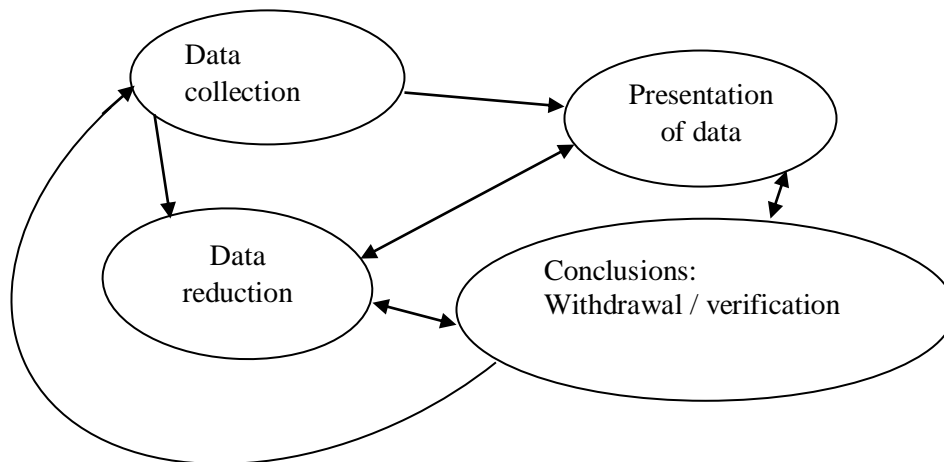 Data
collection
Presentation
of data
Data
reduction
Conclusions:
Withdrawal / verification